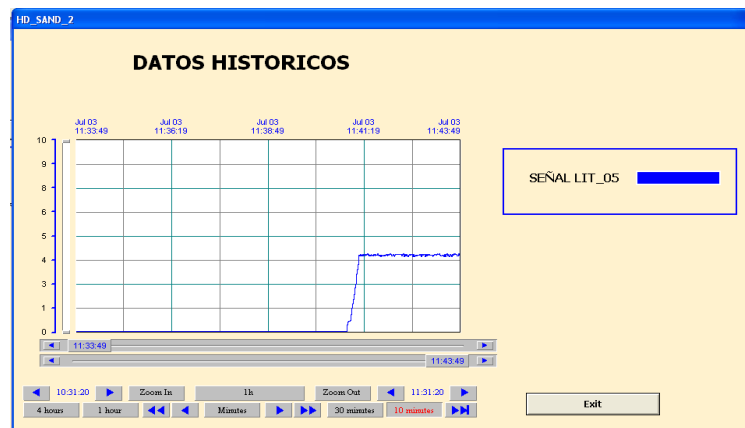 HD_SAND_2
DATOS HISTORICOS
Jul 03 Jul 03 Jul 03 Jul 03 Jul 03
11:33:49 11:36:19 11:38:49 11:41:19 11:43:49
10
9
8
6
5
4
3
1
0
SEÑAL LIT_05
11:33:49
11:43:49
10:31:20 Zoom In 1h Zoom Out 11:31:20
4 hours 1 hour Minutes 30 minutes 10 minutes
Exit